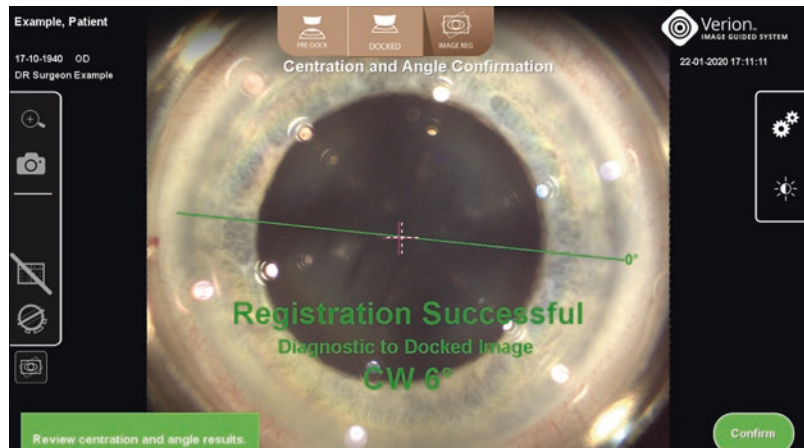 Example, Patient
17-10-1940 OD
DR Surgeon Example
PRE-DOCK
DOCKED
IMAGE REG
Centration and Angle Confirmation
Verion™
IMAGE GUIDED SYSTEM
22-01-2020 17:11:11
0°
Registration Successful
Diagnostic to Docked Image
CW 6°
Review centration and angle results.
Confirm